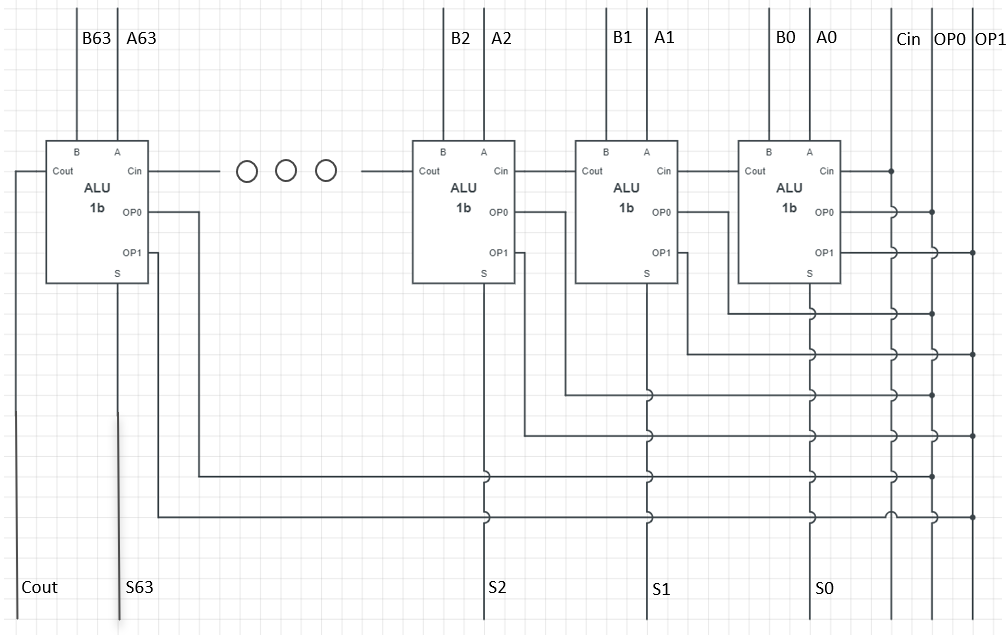 B63 A63 B2 A2 B1 A1 B0 A0 Cin OP0 OP1
B A B A B A B A
Cout Cin Cout Cin Cout Cin Cout Cin
ALU ALU ALU ALU
1b 1b 1b 1b
OP0 OP0 OP0 OP0
OP1 OP1 OP1 OP1
S S S S
Cout S63 S2 S1 S0